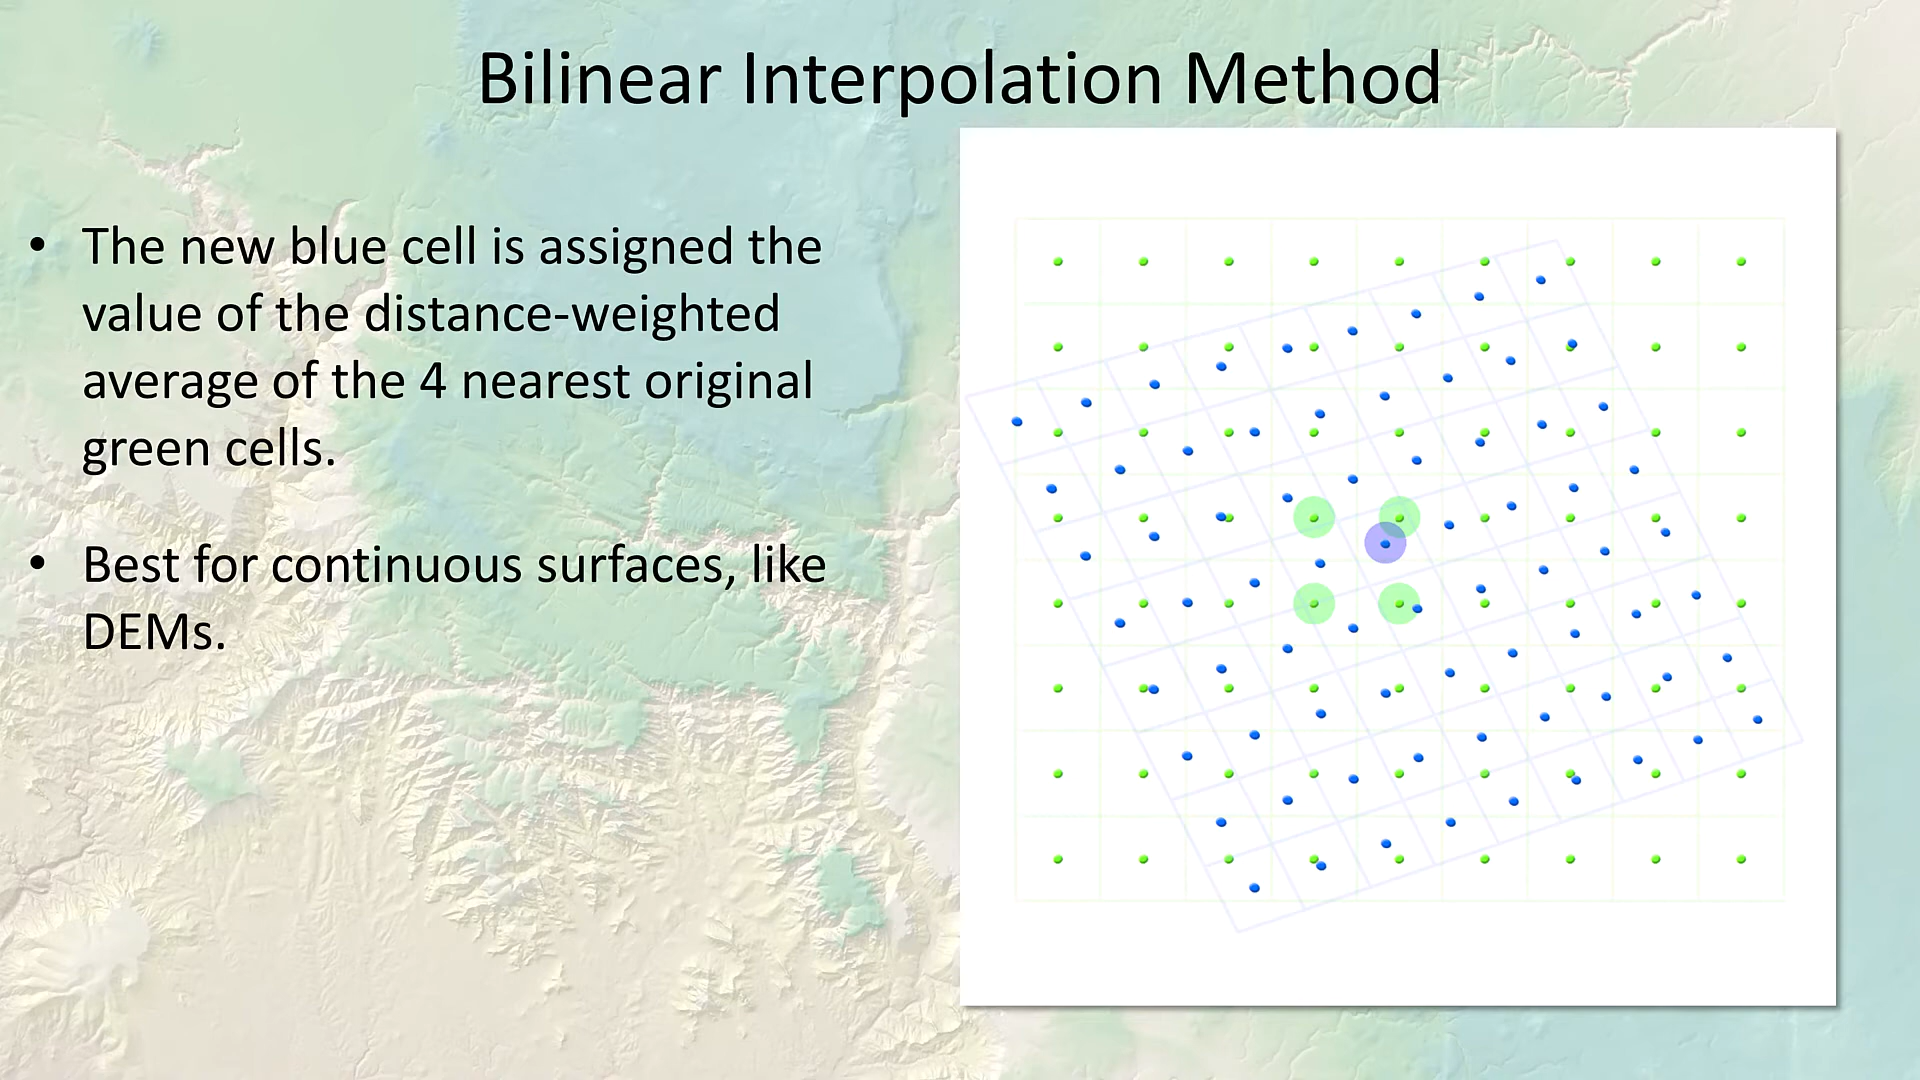 Bilinear Interpolation Method
• The new blue cell is assigned the
value of the distance-weighted
average of the 4 nearest original
green cells.
• Best for continuous surfaces, like
DEMs.